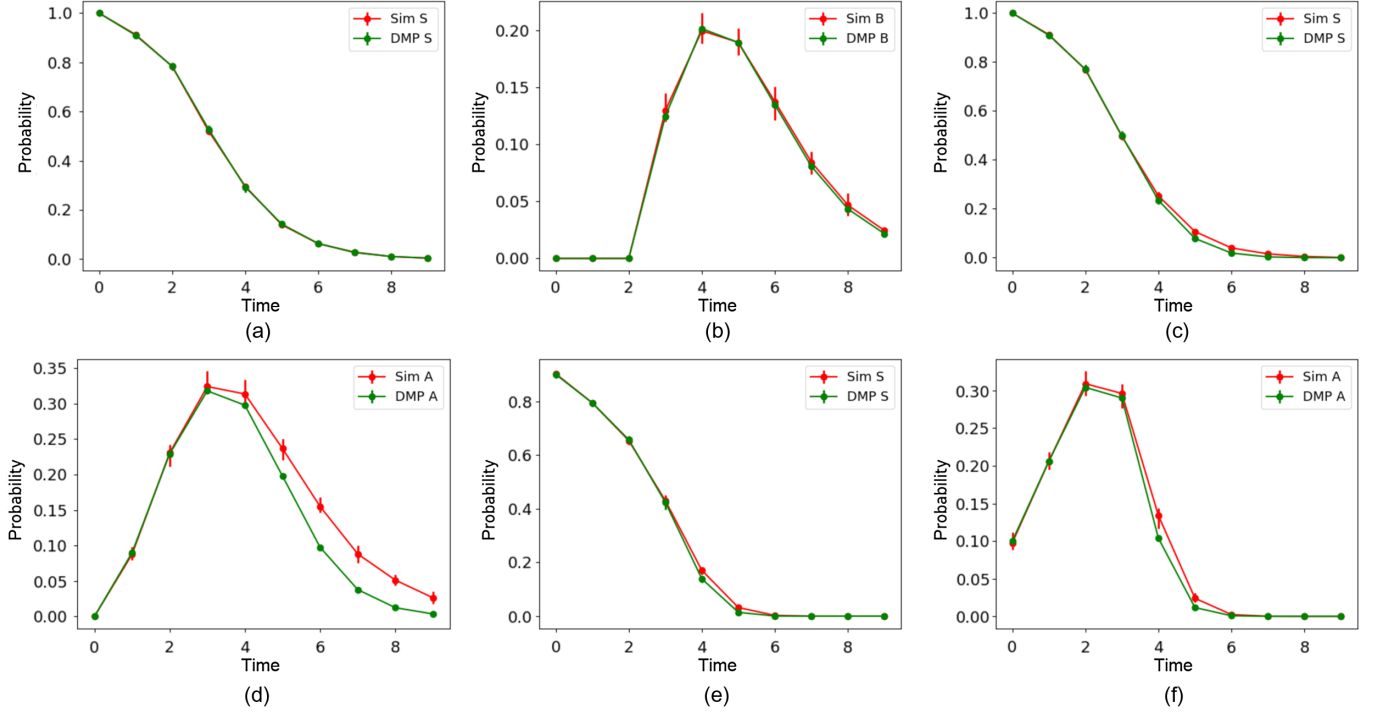 1.0
0.8
0.6
0.4
0.2
0.0
Probability
Sim S
DMP S
0 2 4 6 8
Time
(a)
0.20
0.15
0.10
0.05
0.00
Probability
Sim B
DMP B
0 2 4 6 8
Time
(b)
1.0
0.8
0.6
0.4
0.2
0.0
Probability
Sim S
DMP S
0 2 4 6 8
Time
(c)
0.35
0.30
0.25
0.20
0.15
0.10
0.05
0.00
Probability
Sim A
DMP A
0 2 4 6 8
Time
(d)
0.8
0.6
0.4
0.2
0.0
Probability
Sim S
DMP S
0 2 4 6 8
Time
(e)
0.30
0.25
0.20
0.15
0.10
0.05
0.00
Probability
Sim A
DMP A
0 2 4 6 8
Time
(f)